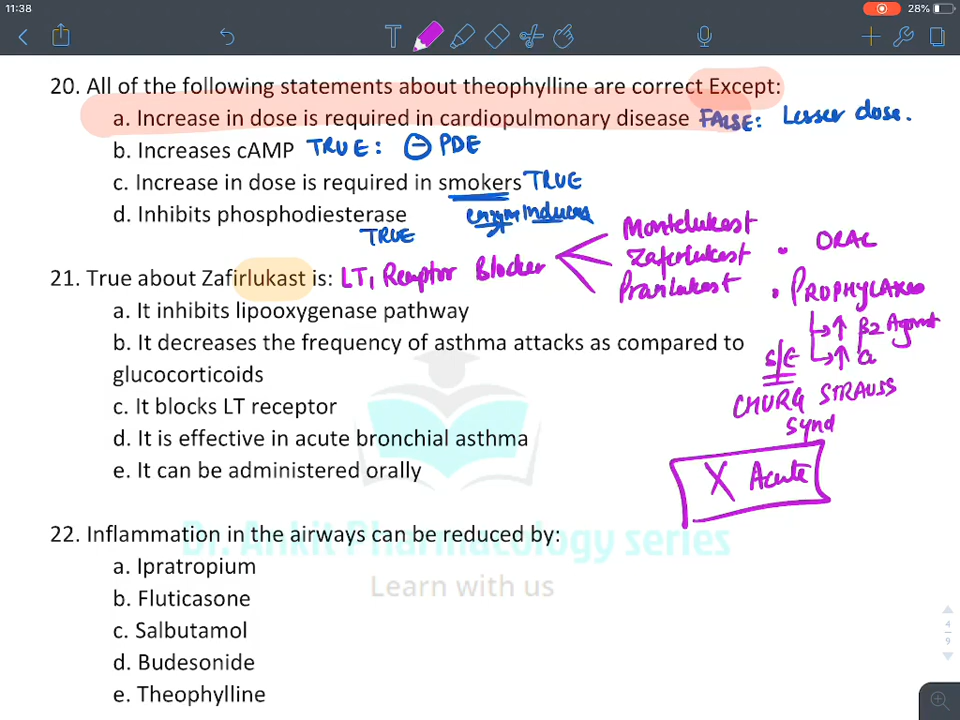 11:38
28%
20. All of the following statements about theophylline are correct Except:
a. Increase in dose is required in cardiopulmonary disease FALSE: Lesser dose.
b. Increases cAMP TRUE: ⊖ PDE
c. Increase in dose is required in smokers TRUE
enzym Inducers
d. Inhibits phosphodiesterase
TRUE
21. True about Zafirlukast is: LT1 Receptor Blocker
Montelukast
Zafirlukast
Pranlukast
• ORAL
• PROPHYLAXIS
↳ ↑ β2 Agonist
↳ ↑ a
S/E
CHURG STRAUSS
Synd
X Acute
a. It inhibits lipooxygenase pathway
b. It decreases the frequency of asthma attacks as compared to
glucocorticoids
c. It blocks LT receptor
d. It is effective in acute bronchial asthma
e. It can be administered orally
22. Inflammation in the airways can be reduced by:
Dr. Ankit Pharmacology series
Learn with us
a. Ipratropium
b. Fluticasone
c. Salbutamol
d. Budesonide
e. Theophylline
4
9